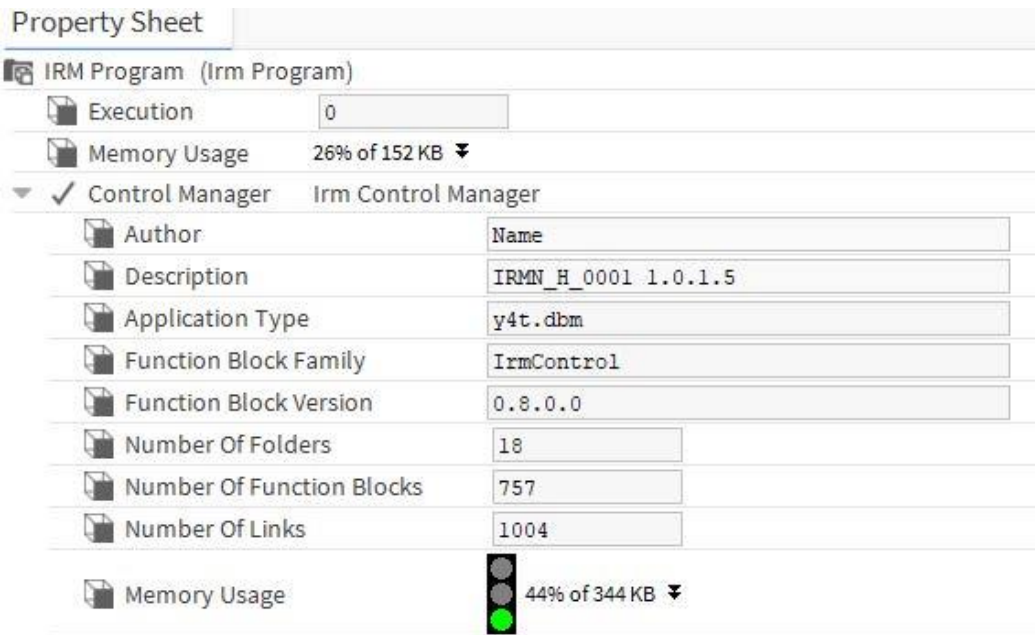 Property Sheet
IRM Program (Irm Program)
Execution 0
Memory Usage 26% of 152 KB
Control Manager Irm Control Manager
Author Name
Description IRMN_H_0001 1.0.1.5
Application Type y4t.dbm
Function Block Family IrmControl
Function Block Version 0.8.0.0
Number Of Folders 18
Number Of Function Blocks 757
Number Of Links 1004
Memory Usage 44% of 344 KB